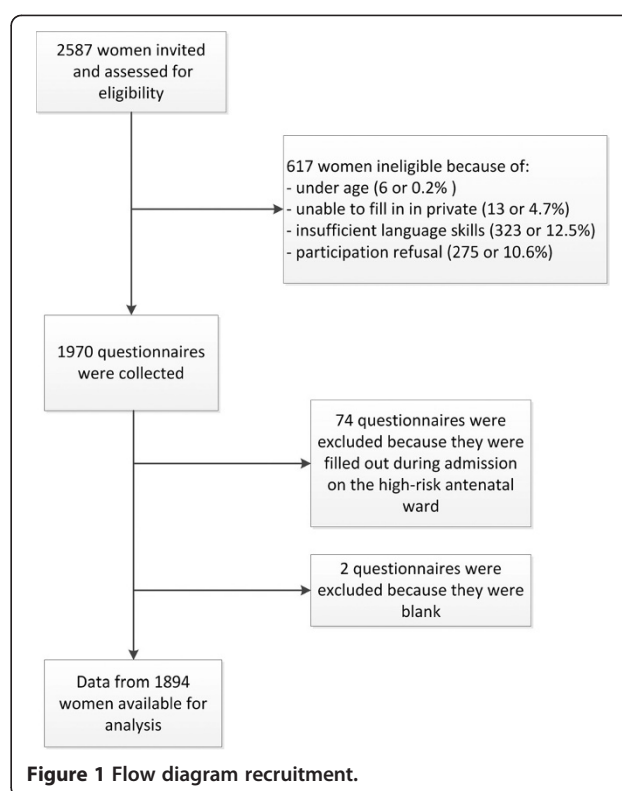 2587 women invited
and assessed for
eligibility
617 women ineligible because of:
- under age (6 or 0.2% )
- unable to fill in in private (13 or 4.7%)
- insufficient language skills (323 or 12.5%)
- participation refusal (275 or 10.6%)
1970 questionnaires
were collected
74 questionnaires were
excluded because they were
filled out during admission
on the high-risk antenatal
ward
2 questionnaires were
excluded because they were
blank
Data from 1894
women available for
analysis
Figure 1 Flow diagram recruitment.